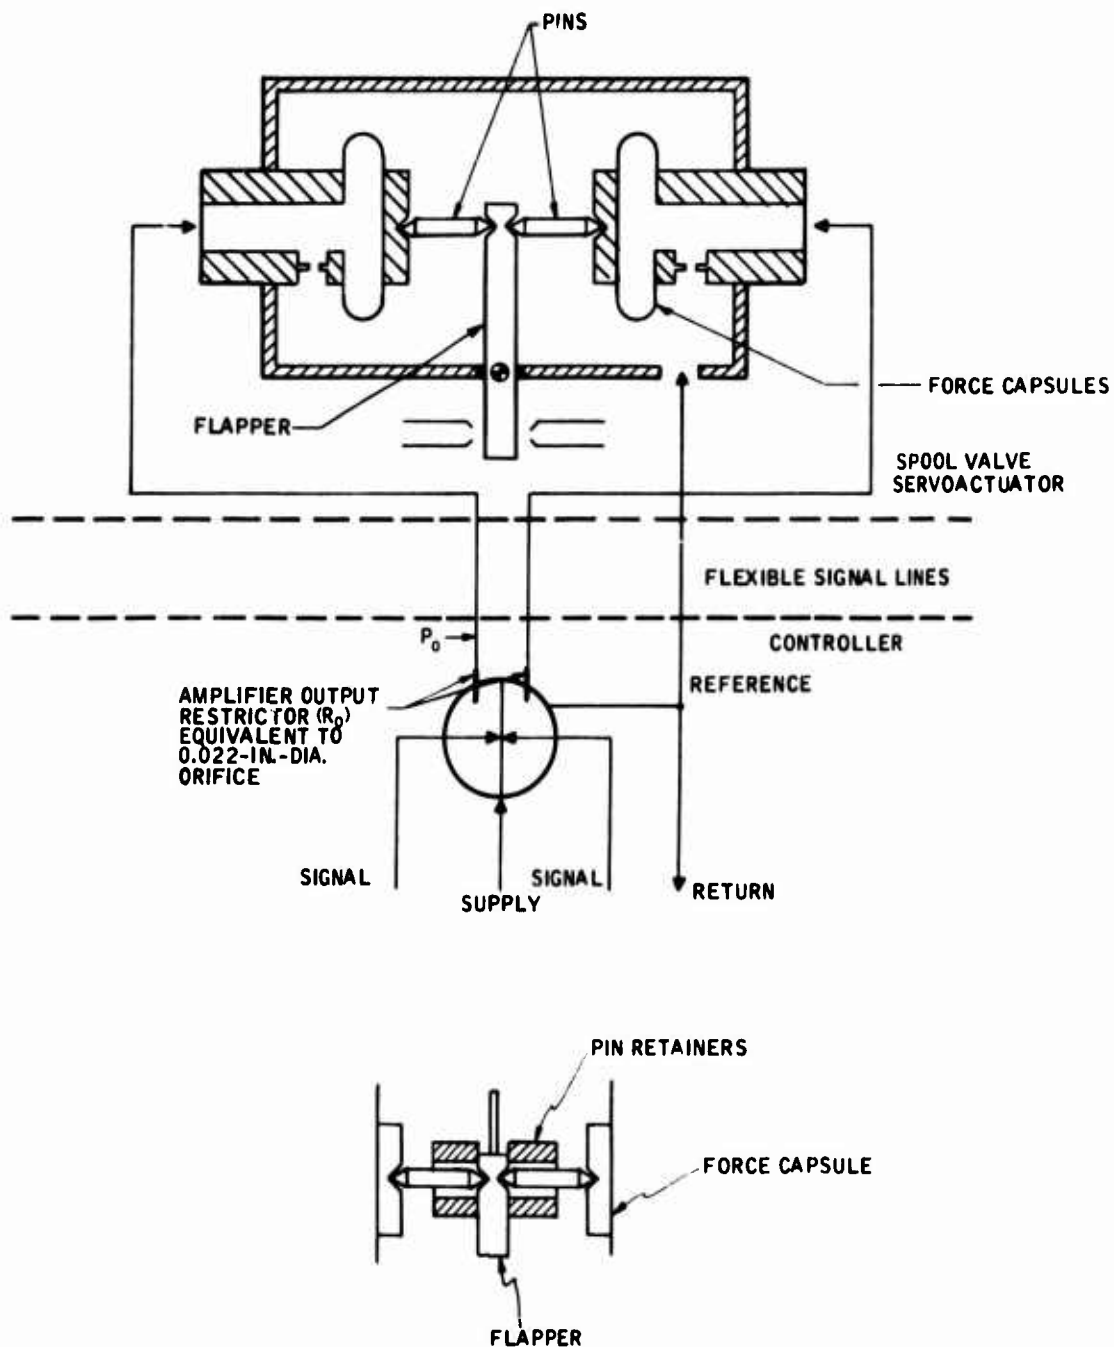 PINS
FORCE CAPSULES
FLAPPER
SPOOL VALVE
SERVOACTUATOR
FLEXIBLE SIGNAL LINES
P₀
CONTROLLER
AMPLIFIER OUTPUT
RESTRICTOR (R₀)
EQUIVALENT TO
0.022-IN.-DIA.
ORIFICE
REFERENCE
SIGNAL
SIGNAL
SUPPLY
RETURN
PIN RETAINERS
FORCE CAPSULE
FLAPPER